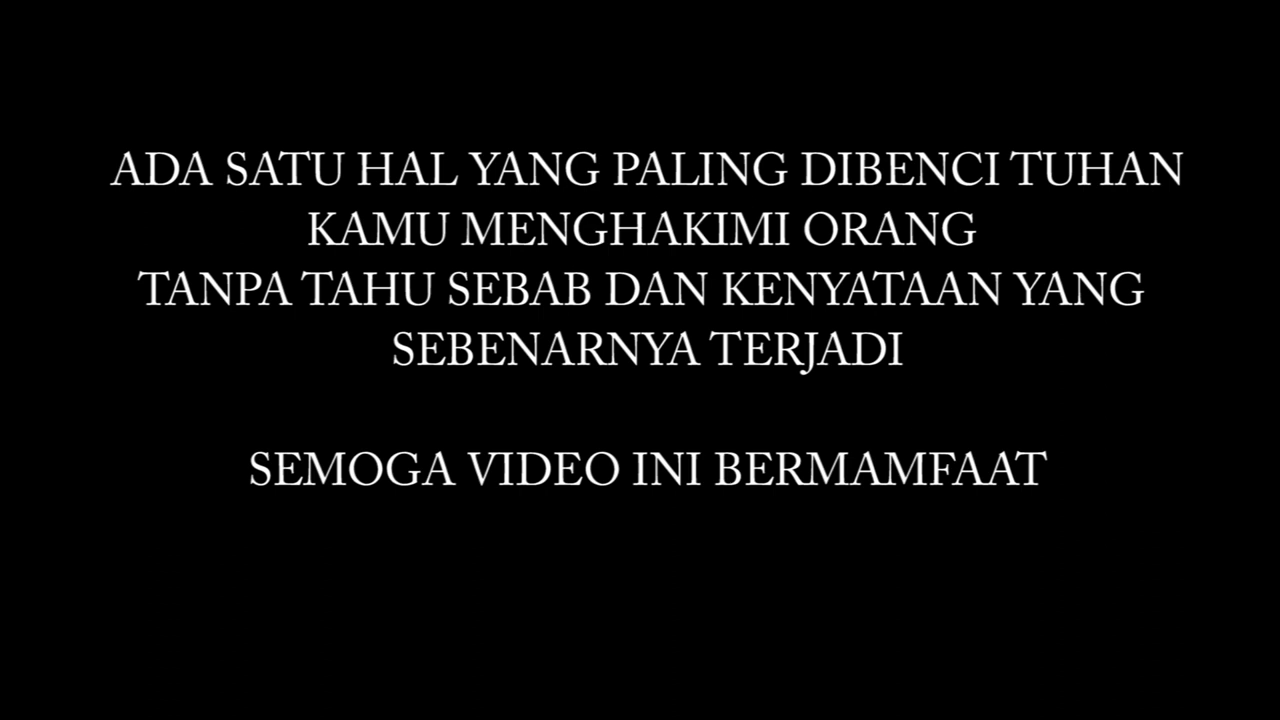 ADA SATU HAL YANG PALING DIBENCI TUHAN
KAMU MENGHAKIMI ORANG
TANPA TAHU SEBAB DAN KENYATAAN YANG
SEBENARNYA TERJADI
SEMOGA VIDEO INI BERMAMFAAT